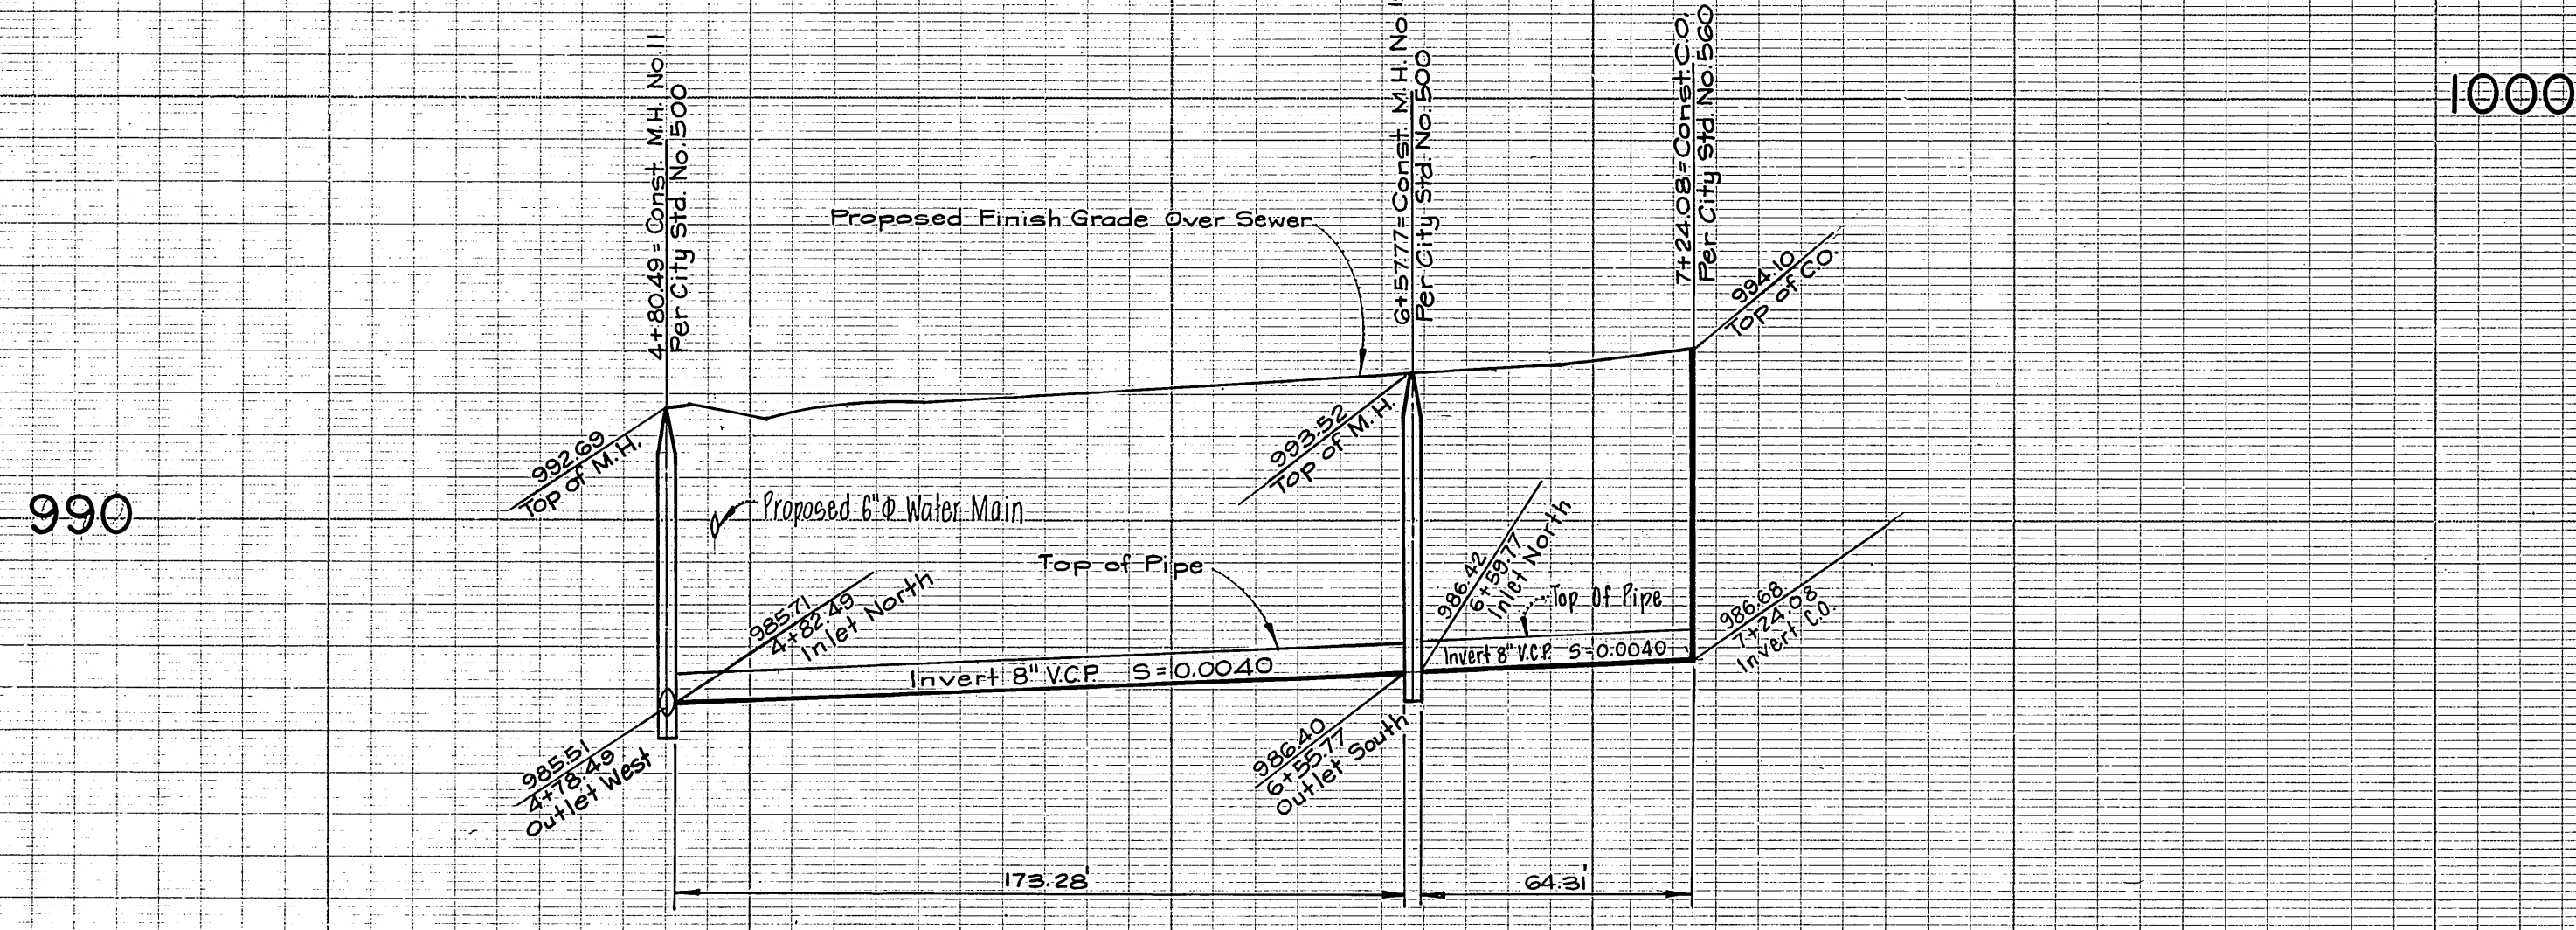 4+80.49 = Const. M.H. No. 11
Per City Std. No. 500
6+57.77 = Const. M.H. No.
Per City Std. No. 500
7+24.08 = Const. C.O.
Per City Std. No. 560
1000
Proposed Finish Grade Over Sewer
994.10
Top of C.O.
992.69
Top of M.H.
993.52
Top of M.H.
990
Proposed 6" Φ Water Main
Top of Pipe
985.71
4+82.49
Inlet North
986.42
6+59.77
Inlet North
Top Of Pipe
986.68
7+24.08
Invert C.O.
Invert 8" V.C.P. S=0.0040
Invert 8" V.C.P. S=0.0040
985.51
4+78.49
Outlet West
986.40
6+55.77
Outlet South
173.28'
64.31'